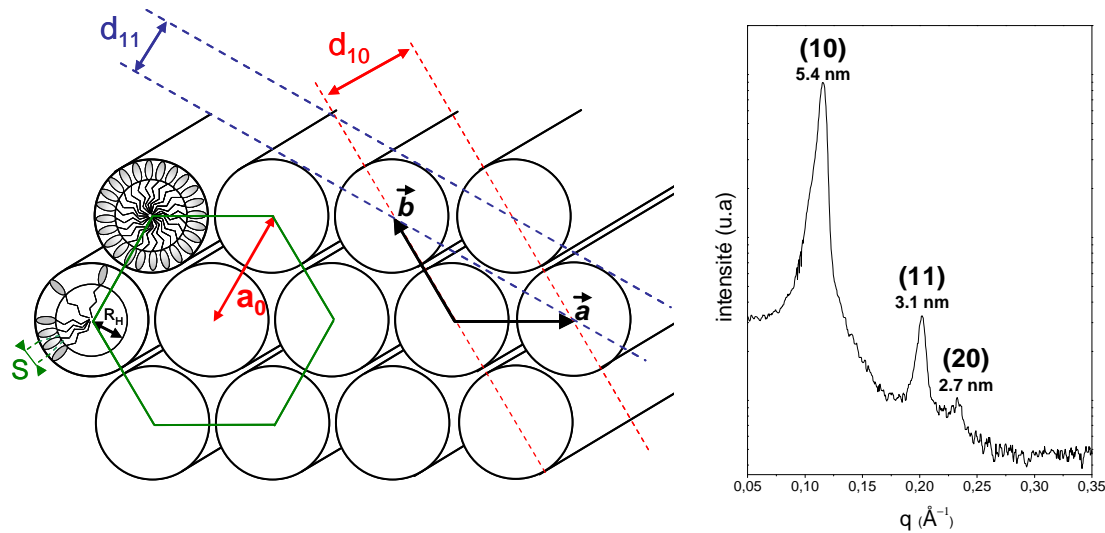 d11
d10
b
a
a0
RH
S
(10)
5.4 nm
(11)
3.1 nm
(20)
2.7 nm
intensité (u.a)
0,05 0,10 0,15 0,20 0,25 0,30 0,35
q (Å⁻¹)